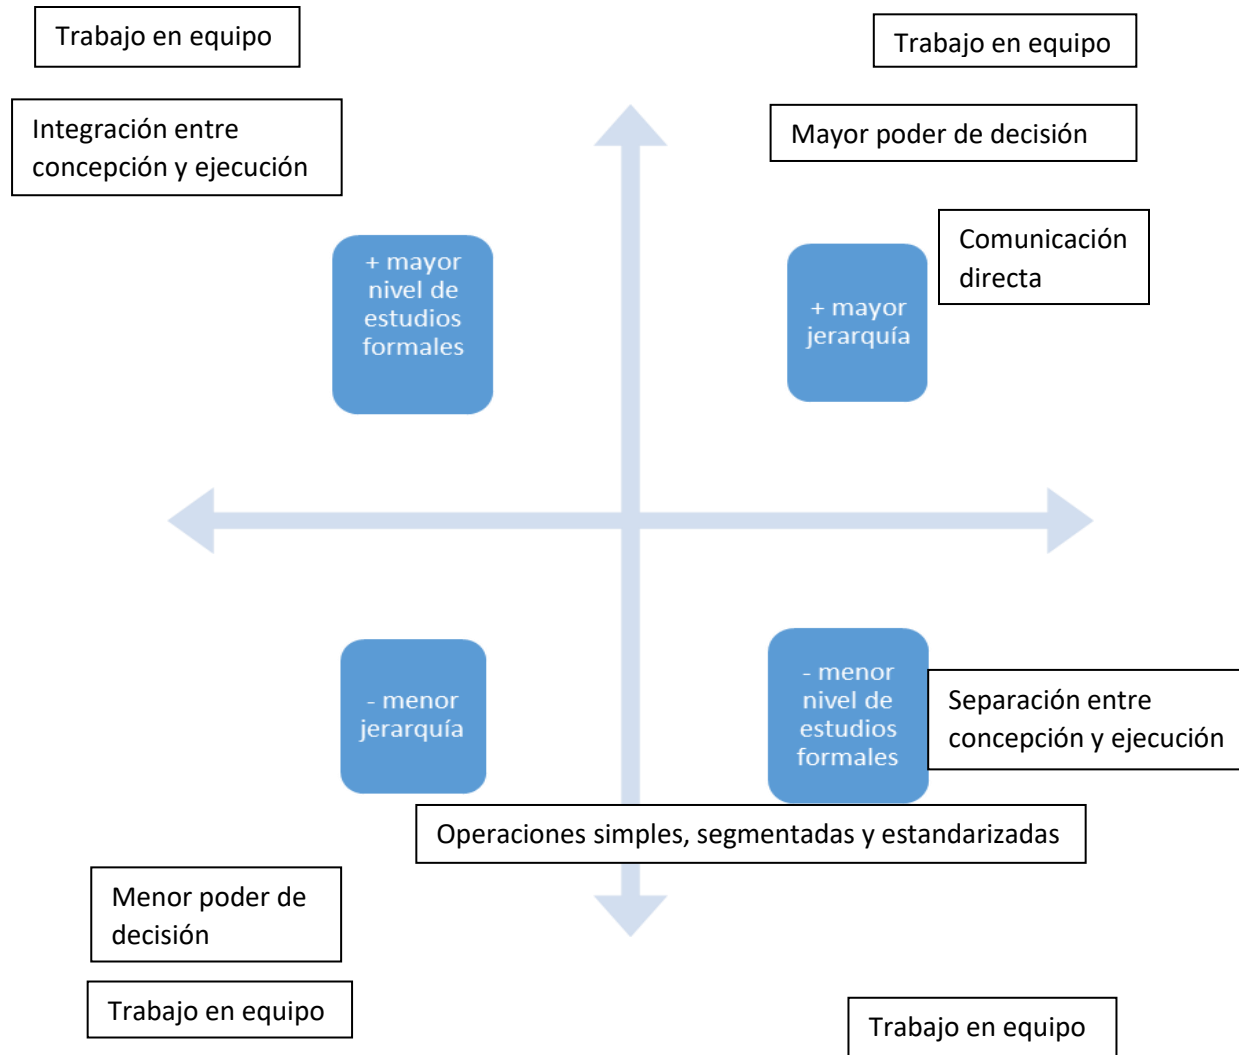 Trabajo en equipo
Trabajo en equipo
Integración entre
concepción y ejecución
Mayor poder de decisión
Comunicación
directa
+ mayor
nivel de
estudios
formales
+ mayor
jerarquía
- menor
jerarquía
- menor
nivel de
estudios
formales
Separación entre
concepción y ejecución
Operaciones simples, segmentadas y estandarizadas
Menor poder de
decisión
Trabajo en equipo
Trabajo en equipo